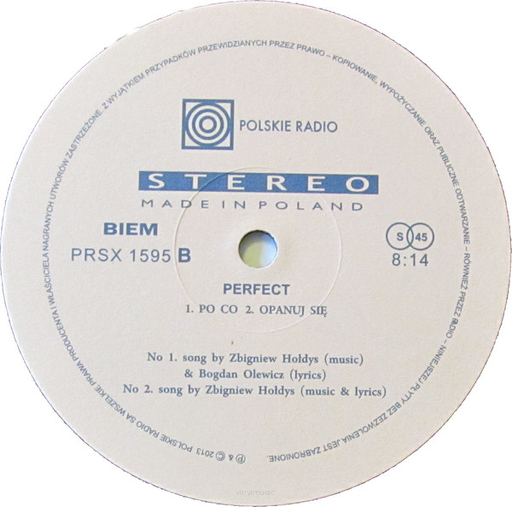 WSZELKIE PRAWA PRODUCENTA I WŁAŚCICIELA NAGRANYCH UTWORÓW ZASTRZEŻONE. Z WYJĄTKIEM PRZYPADKÓW PRZEWIDZIANYCH PRZEZ PRAWO – KOPIOWANIE, WYPOŻYCZANIE ORAZ PUBLICZNE ODTWARZANIE – RÓWNIEŻ PRZEZ RADIO – NINIEJSZEJ PŁYTY BEZ ZEZWOLENIA JEST ZABRONIONE.
℗ & © 2013 POLSKIE RADIO SA
POLSKIE RADIO
STEREO
MADE IN POLAND
BIEM
PRSX 1595 B
S 45
8:14
PERFECT
1. PO CO 2. OPANUJ SIĘ
No 1. song by Zbigniew Hołdys (music)
& Bogdan Olewicz (lyrics)
No 2. song by Zbigniew Hołdys (music & lyrics)